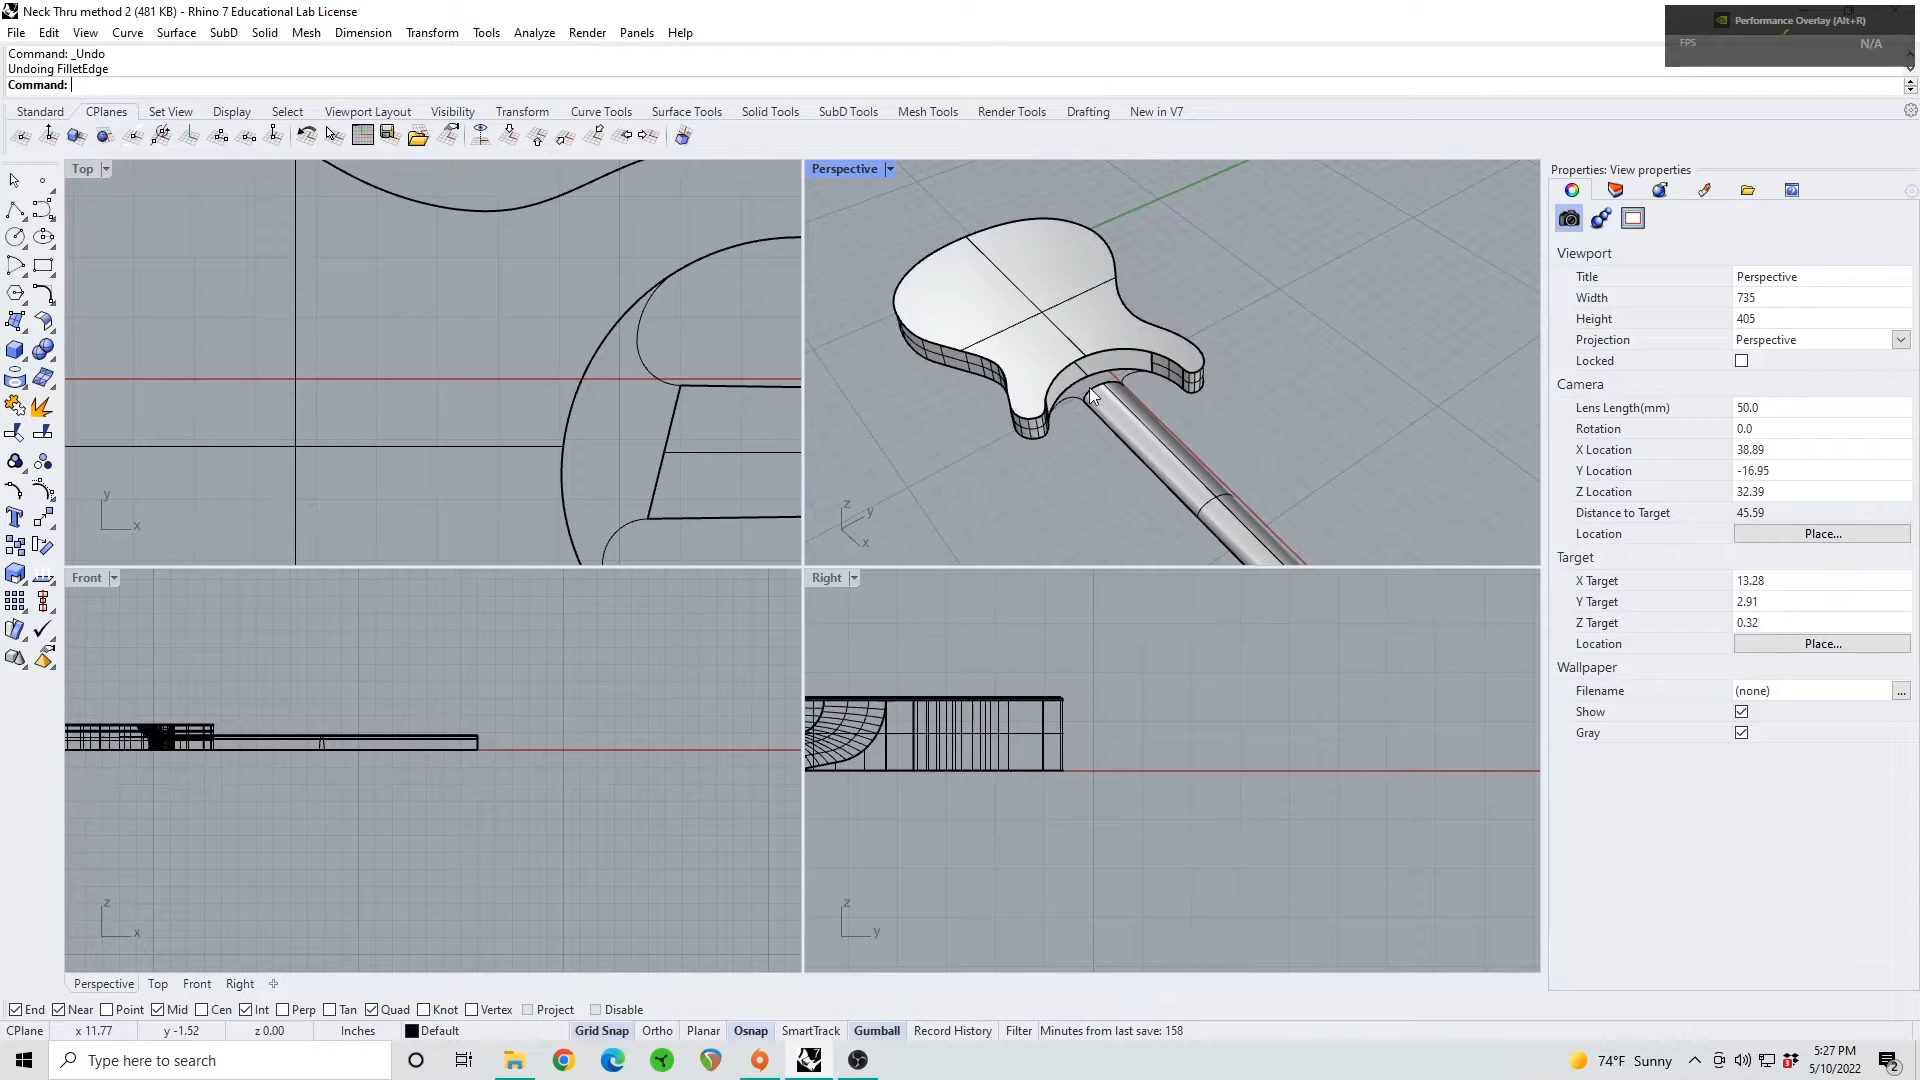 Neck Thru method 2 (481 KB) - Rhino 7 Educational Lab License
Performance Overlay (Alt+R)
FPS N/A
File Edit View Curve Surface SubD Solid Mesh Dimension Transform Tools Analyze Render Panels Help
Command: _Undo
Undoing FilletEdge
Command:
Standard CPlanes Set View Display Select Viewport Layout Visibility Transform Curve Tools Surface Tools Solid Tools SubD Tools Mesh Tools Render Tools Drafting New in V7
Top
y
x
Perspective
z
y
x
Front
z
x
Right
z
y
Properties: View properties
Viewport
Title Perspective
Width 735
Height 405
Projection Perspective
Locked
Camera
Lens Length(mm) 50.0
Rotation 0.0
X Location 38.89
Y Location -16.95
Z Location 32.39
Distance to Target 45.59
Location Place...
Target
X Target 13.28
Y Target 2.91
Z Target 0.32
Location Place...
Wallpaper
Filename (none) ...
Show
Gray
Perspective Top Front Right
End Near Point Mid Cen Int Perp Tan Quad Knot Vertex Project Disable
CPlane x 11.77 y -1.52 z 0.00 Inches Default Grid Snap Ortho Planar Osnap SmartTrack Gumball Record History Filter Minutes from last save: 158
Type here to search
74°F Sunny
5:27 PM
5/10/2022
2